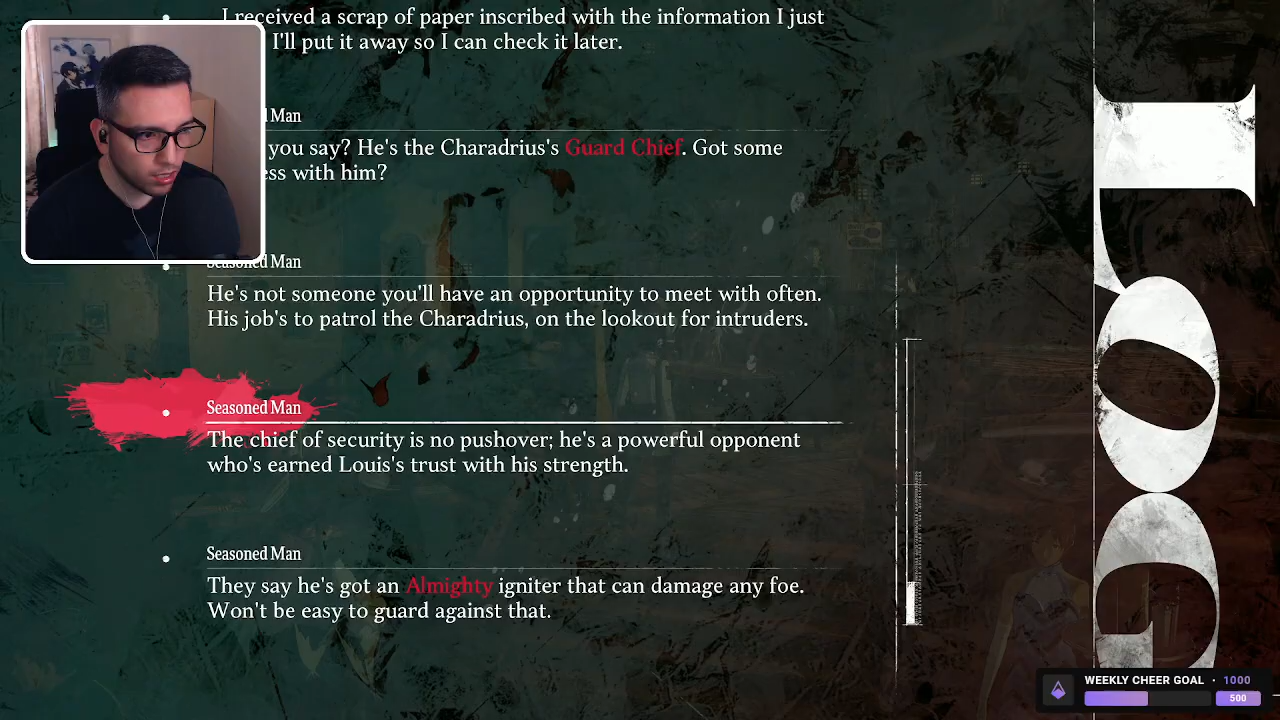 I received a scrap of paper inscribed with the information I just
I'll put it away so I can check it later.
Man
you say? He's the Charadrius's Guard Chief. Got some
with him?
Seasoned Man
He's not someone you'll have an opportunity to meet with often.
His job's to patrol the Charadrius, on the lookout for intruders.
Seasoned Man
The chief of security is no pushover; he's a powerful opponent
who's earned Louis's trust with his strength.
Seasoned Man
They say he's got an Almighty igniter that can damage any foe.
Won't be easy to guard against that.
LOG
WEEKLY CHEER GOAL · 1000
500